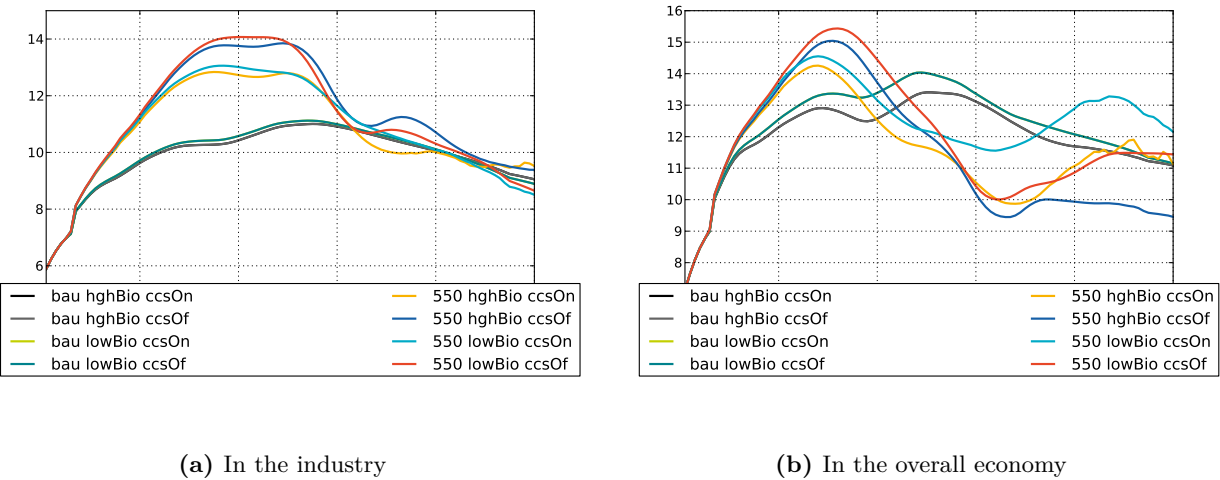 14
12
10
8
6
bau hghBio ccsOn
bau hghBio ccsOf
bau lowBio ccsOn
bau lowBio ccsOf
550 hghBio ccsOn
550 hghBio ccsOf
550 lowBio ccsOn
550 lowBio ccsOf
(a) In the industry
16
15
14
13
12
11
10
9
8
bau hghBio ccsOn
bau hghBio ccsOf
bau lowBio ccsOn
bau lowBio ccsOf
550 hghBio ccsOn
550 hghBio ccsOf
550 lowBio ccsOn
550 lowBio ccsOf
(b) In the overall economy